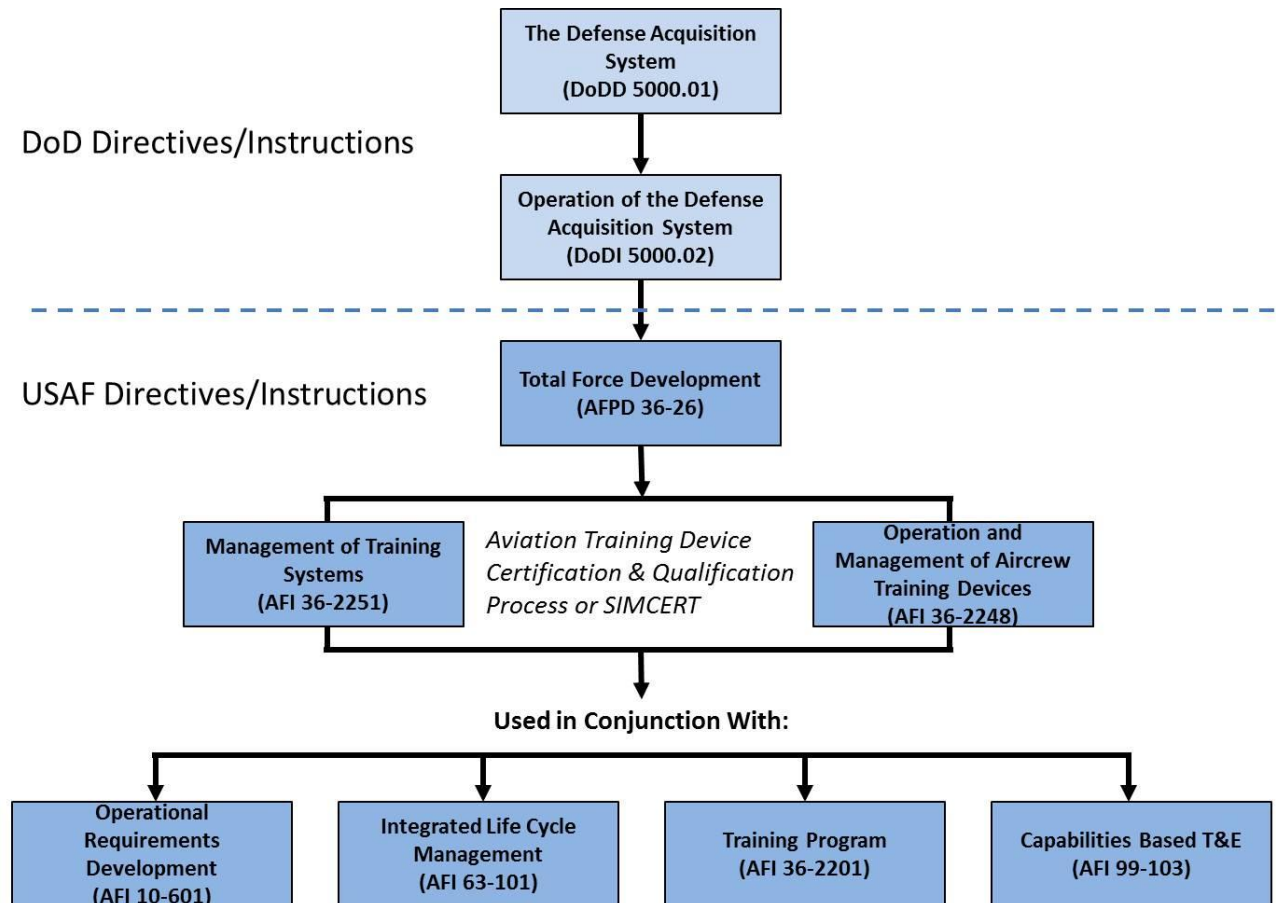 The Defense Acquisition
System
(DoDD 5000.01)
DoD Directives/Instructions
Operation of the Defense
Acquisition System
(DoDI 5000.02)
USAF Directives/Instructions
Total Force Development
(AFPD 36-26)
Management of Training
Systems
(AFI 36-2251)
Aviation Training Device
Certification & Qualification
Process or SIMCERT
Operation and
Management of Aircrew
Training Devices
(AFI 36-2248)
Used in Conjunction With:
Operational
Requirements
Development
(AFI 10-601)
Integrated Life Cycle
Management
(AFI 63-101)
Training Program
(AFI 36-2201)
Capabilities Based T&E
(AFI 99-103)